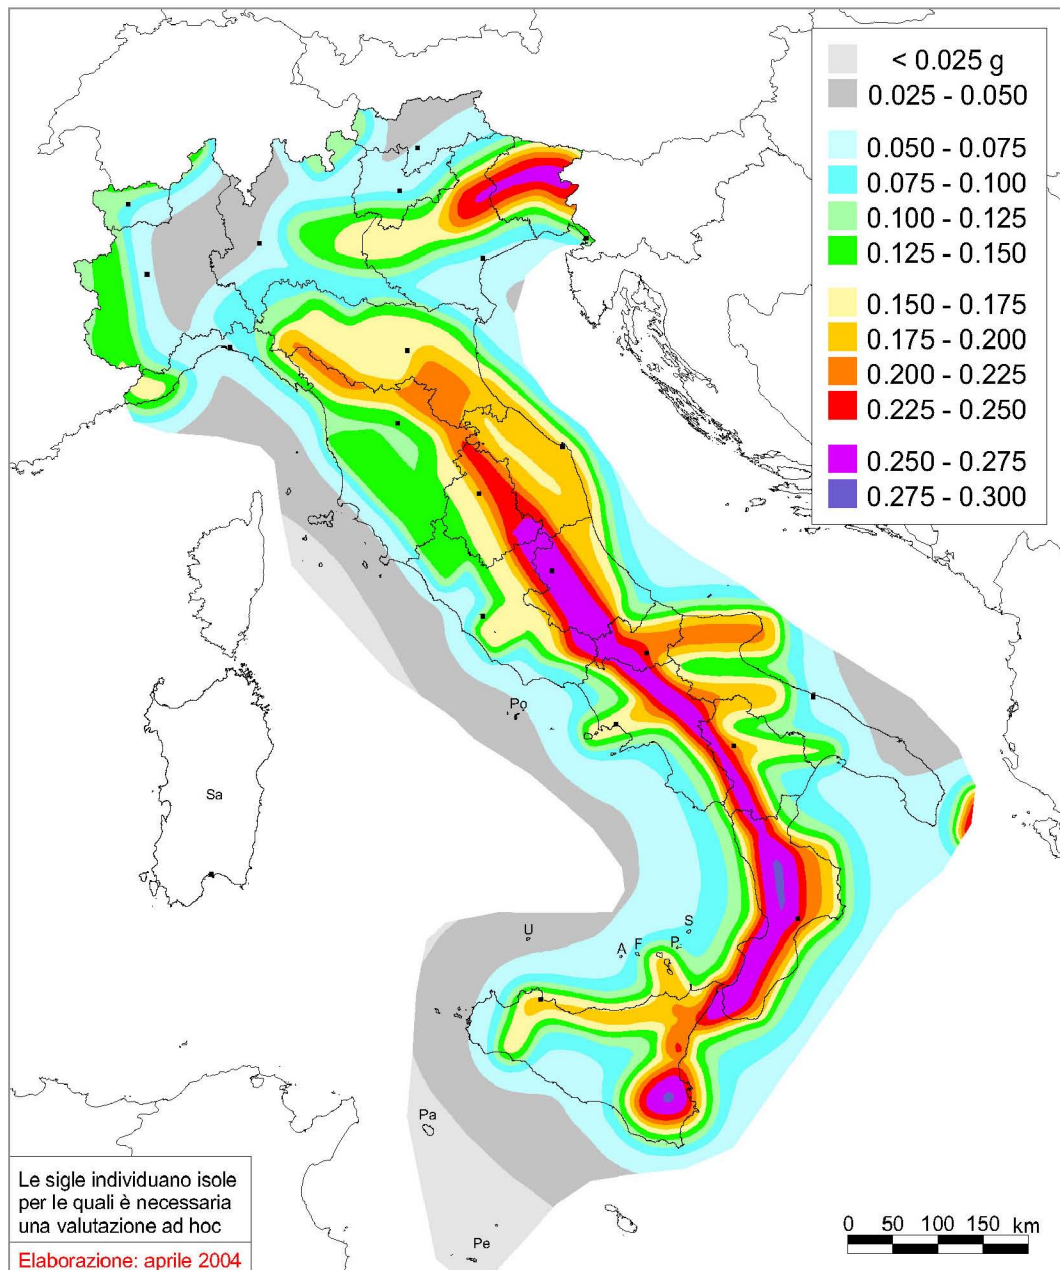 < 0.025 g
0.025 - 0.050
0.050 - 0.075
0.075 - 0.100
0.100 - 0.125
0.125 - 0.150
0.150 - 0.175
0.175 - 0.200
0.200 - 0.225
0.225 - 0.250
0.250 - 0.275
0.275 - 0.300
Po
Sa
U
A
F
P
S
Pa
Pe
Le sigle individuano isole
per le quali è necessaria
una valutazione ad hoc
Elaborazione: aprile 2004
0 50 100 150 km